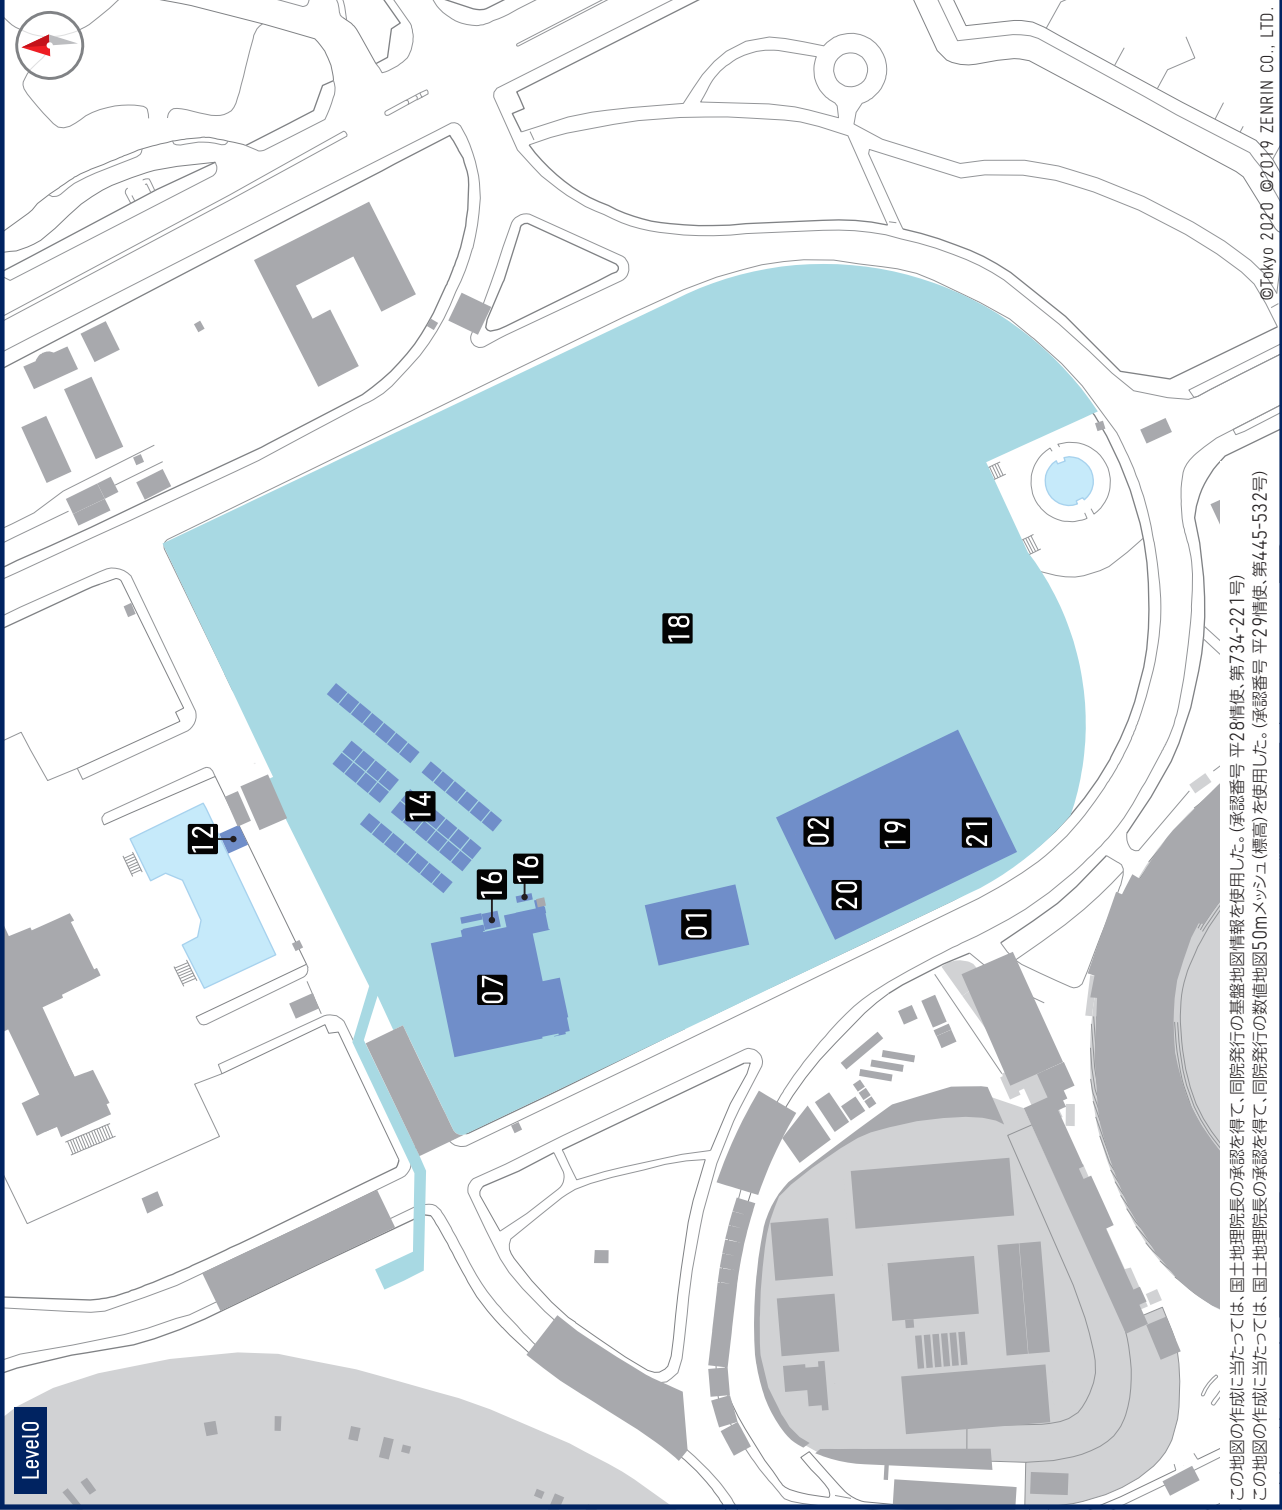 Level0
12
14
16
16
07
01
18
02
19
20
21
この地図の作成に当たっては、国土地理院長の承認を得て、同院発行の基盤地図情報を使用した。(承認番号 平28情使、第734-221号)
この地図の作成に当たっては、国土地理院長の承認を得て、同院発行の数値地図50mメッシュ(標高)を使用した。(承認番号 平29情使、第445-532号)
©Tokyo 2020 ©2019 ZENRIN CO., LTD.